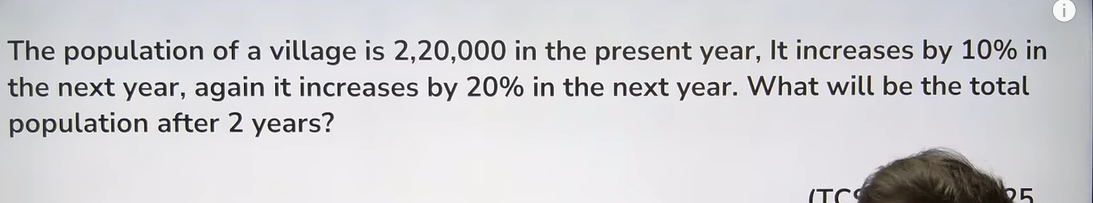 The population of a village is 2,20,000 in the present year, It increases by 10% in
the next year, again it increases by 20% in the next year. What will be the total
population after 2 years?